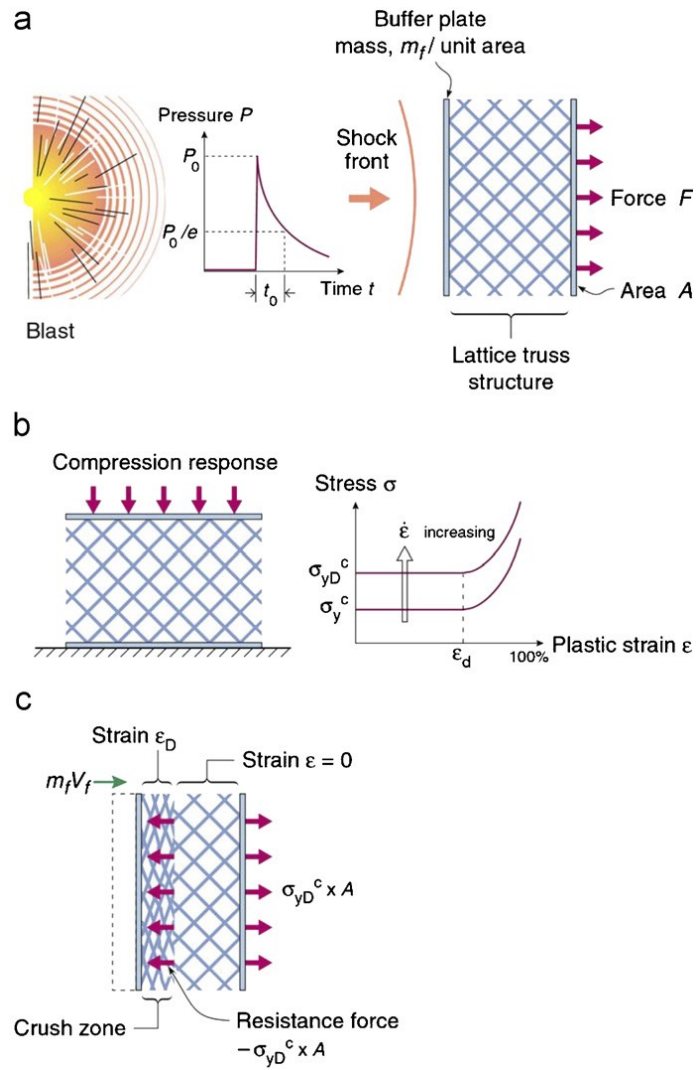 a
Buffer plate
mass, m_f / unit area
Pressure P
P_0
P_0/e
t_0
Time t
Shock
front
Force F
Area A
Blast
Lattice truss
structure
b
Compression response
Stress σ
ε̇ increasing
σ_yD^c
σ_y^c
ε_d
100%
Plastic strain ε
c
Strain ε_D
Strain ε = 0
m_fV_f
σ_yD^c x A
Crush zone
Resistance force
− σ_yD^c x A